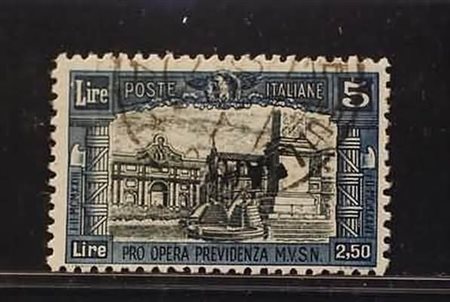 Lire POSTE ITALIANE 5
Lire PRO OPERA PREVIDENZA M.V.S.N. 2,50